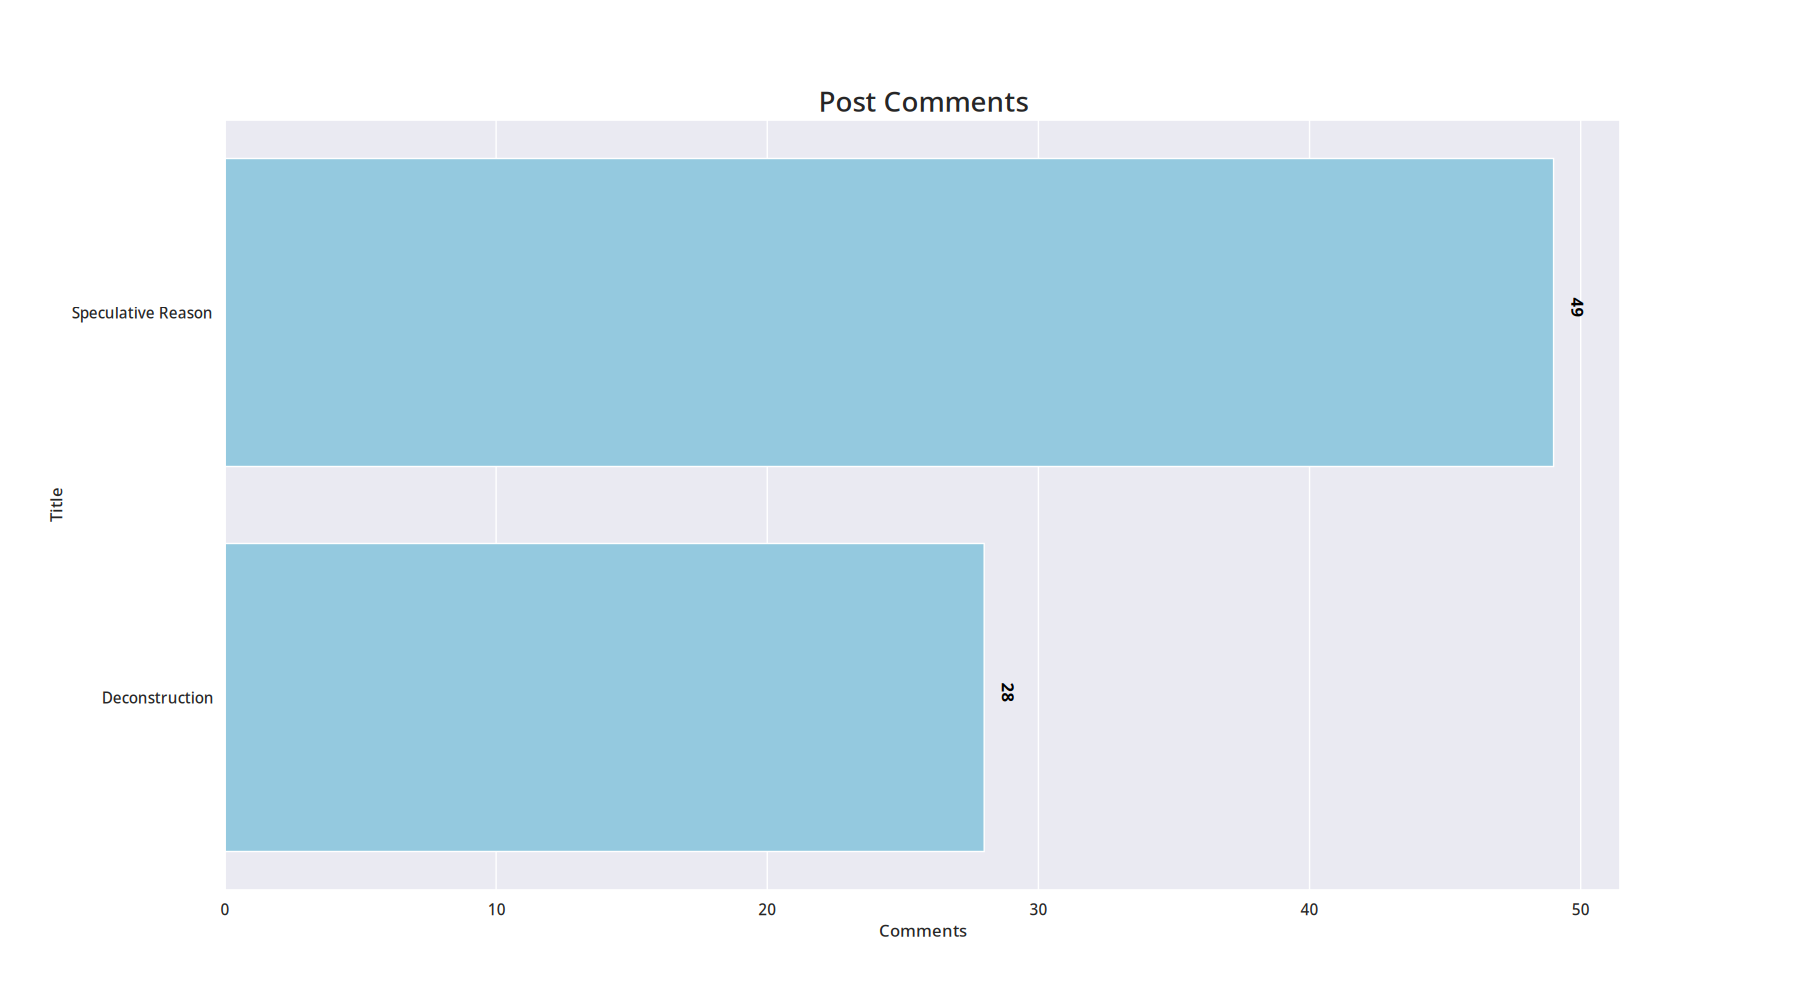 Post Comments
Speculative Reason
49
Title
Deconstruction
28
0 10 20 30 40 50
Comments